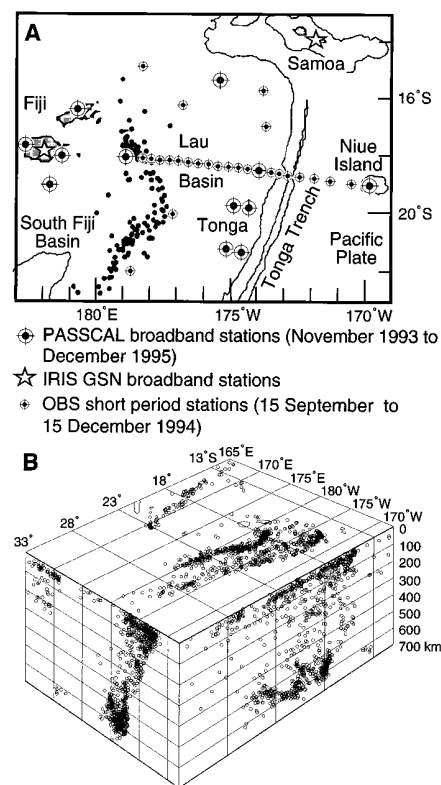 A
Samoa
Fiji
16˚S
Lau
Niue
Island
Basin
South Fiji
Basin
Tonga
Tonga Trench
20˚S
Pacific
Plate
180˚
175˚
170˚W
PASSCAL broadband stations (November 1993 to
December 1995)
IRIS GSN broadband stations
OBS short period stations (15 September to
15 December 1994)
B
13˚S
165˚E
18˚
170˚E
23˚
175˚E
28˚
180˚W
33˚
175˚W
170˚W
0
100
200
300
400
500
600
700 km